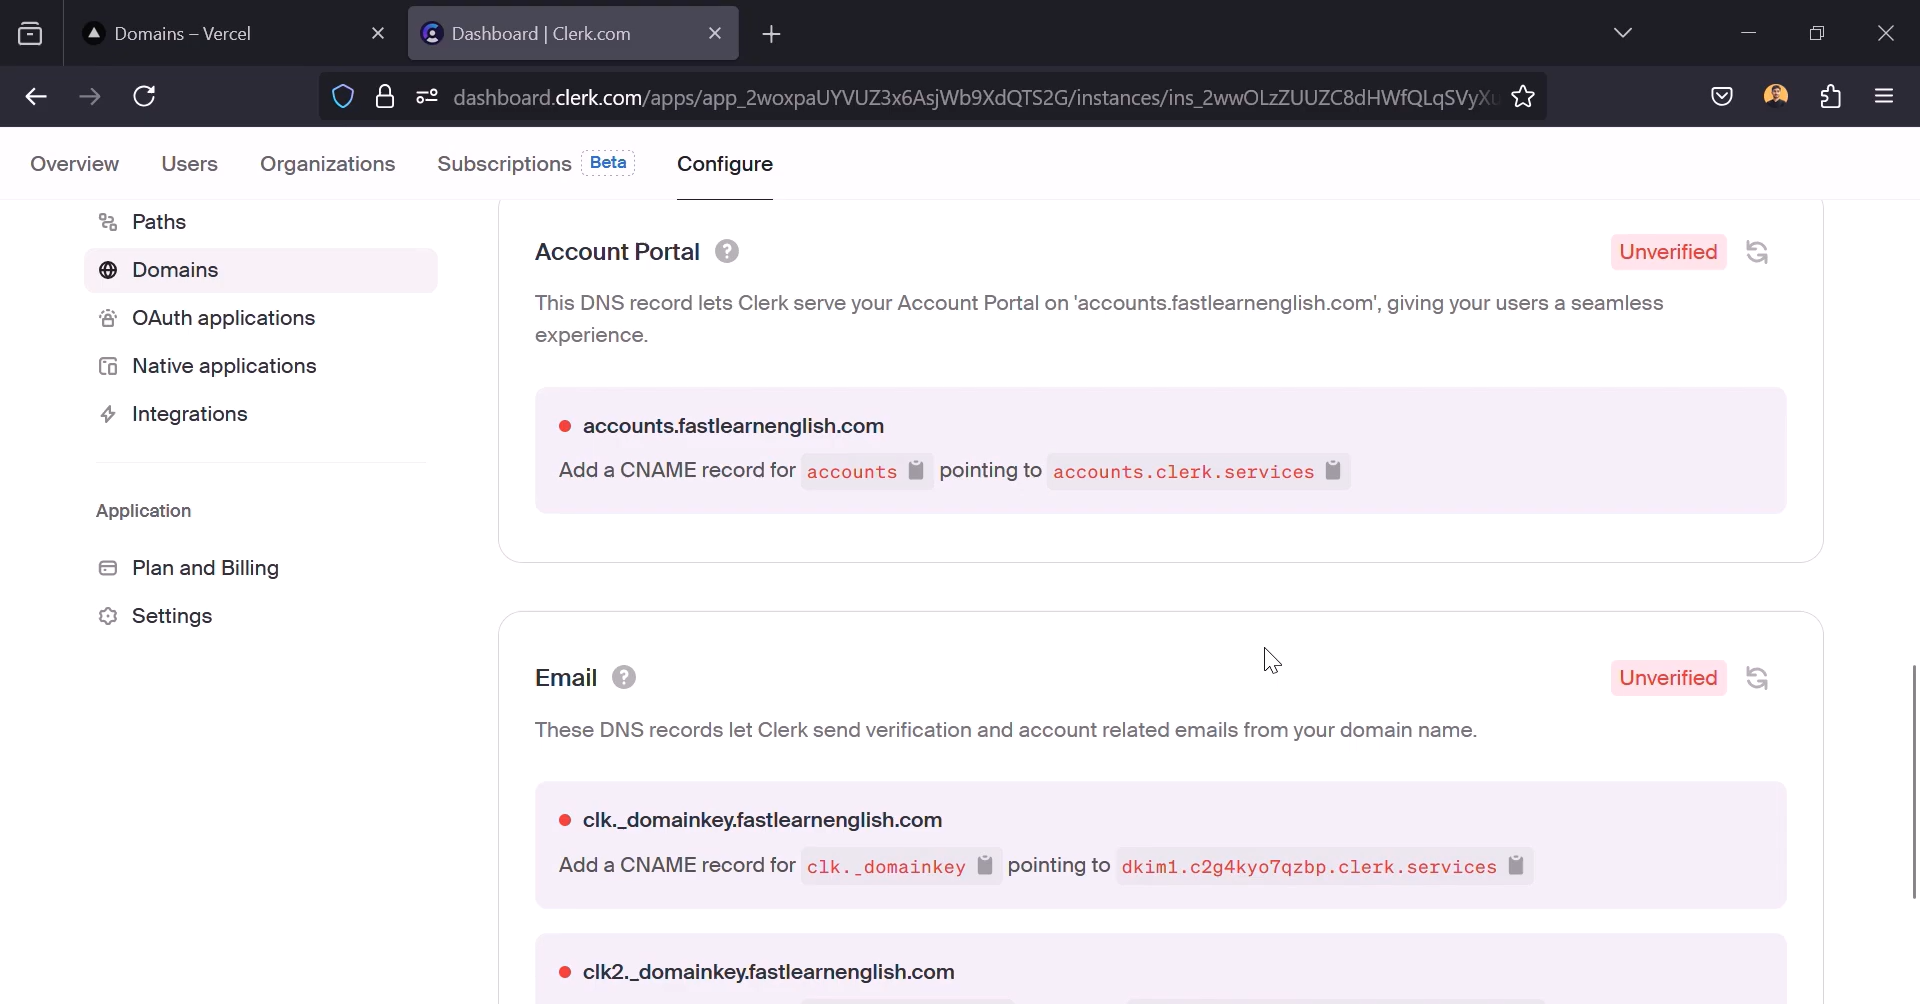 Domains – Vercel
Dashboard | Clerk.com
dashboard.clerk.com/apps/app_2woxpaUYVUZ3x6AsjWb9XdQTS2G/instances/ins_2wwOLzZUUZC8dHWfQLqSVyXu
Overview
Users
Organizations
Subscriptions Beta
Configure
Paths
Domains
OAuth applications
Native applications
Integrations
Application
Plan and Billing
Settings
Account Portal ?
Unverified
This DNS record lets Clerk serve your Account Portal on 'accounts.fastlearnenglish.com', giving your users a seamless
experience.
accounts.fastlearnenglish.com
Add a CNAME record for accounts pointing to accounts.clerk.services
Email ?
Unverified
These DNS records let Clerk send verification and account related emails from your domain name.
clk._domainkey.fastlearnenglish.com
Add a CNAME record for clk._domainkey pointing to dkim1.c2g4kyo7qzbp.clerk.services
clk2._domainkey.fastlearnenglish.com